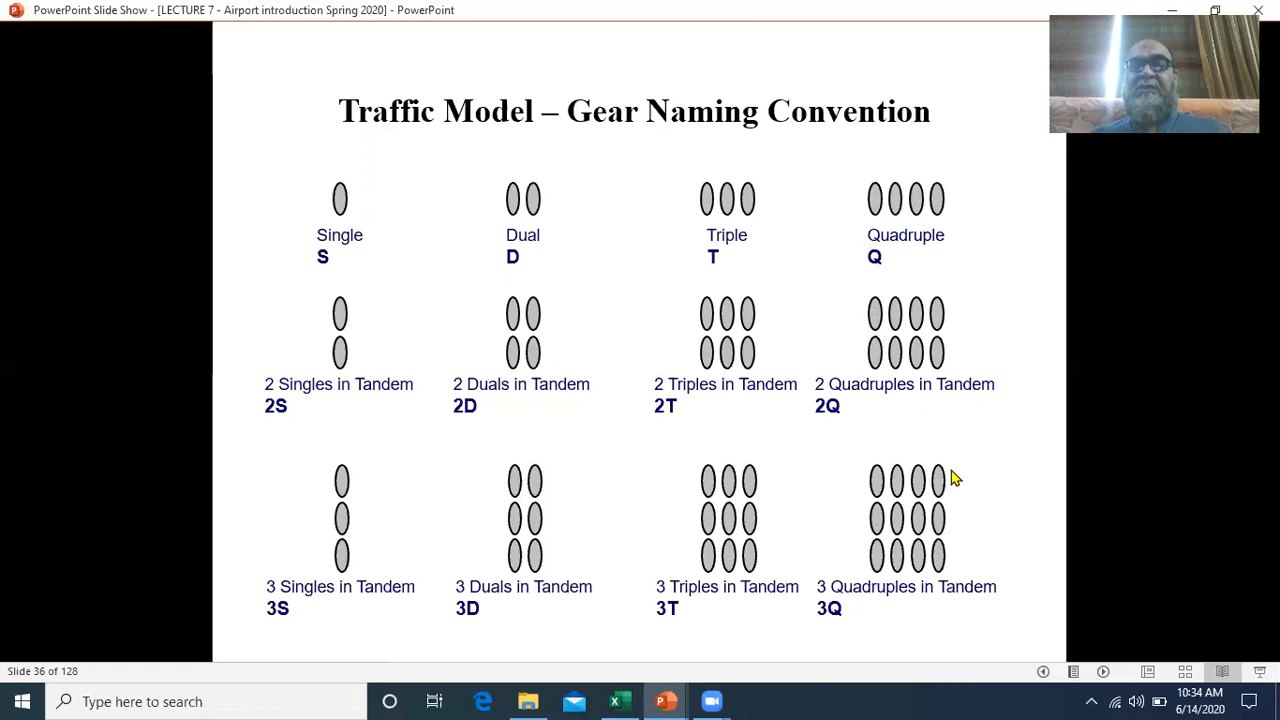 PowerPoint Slide Show - [LECTURE 7 - Airport introduction Spring 2020] - PowerPoint
Traffic Model – Gear Naming Convention
Single
S
Dual
D
Triple
T
Quadruple
Q
2 Singles in Tandem
2S
2 Duals in Tandem
2D
2 Triples in Tandem
2T
2 Quadruples in Tandem
2Q
3 Singles in Tandem
3S
3 Duals in Tandem
3D
3 Triples in Tandem
3T
3 Quadruples in Tandem
3Q
Slide 36 of 128
Type here to search
10:34 AM
6/14/2020